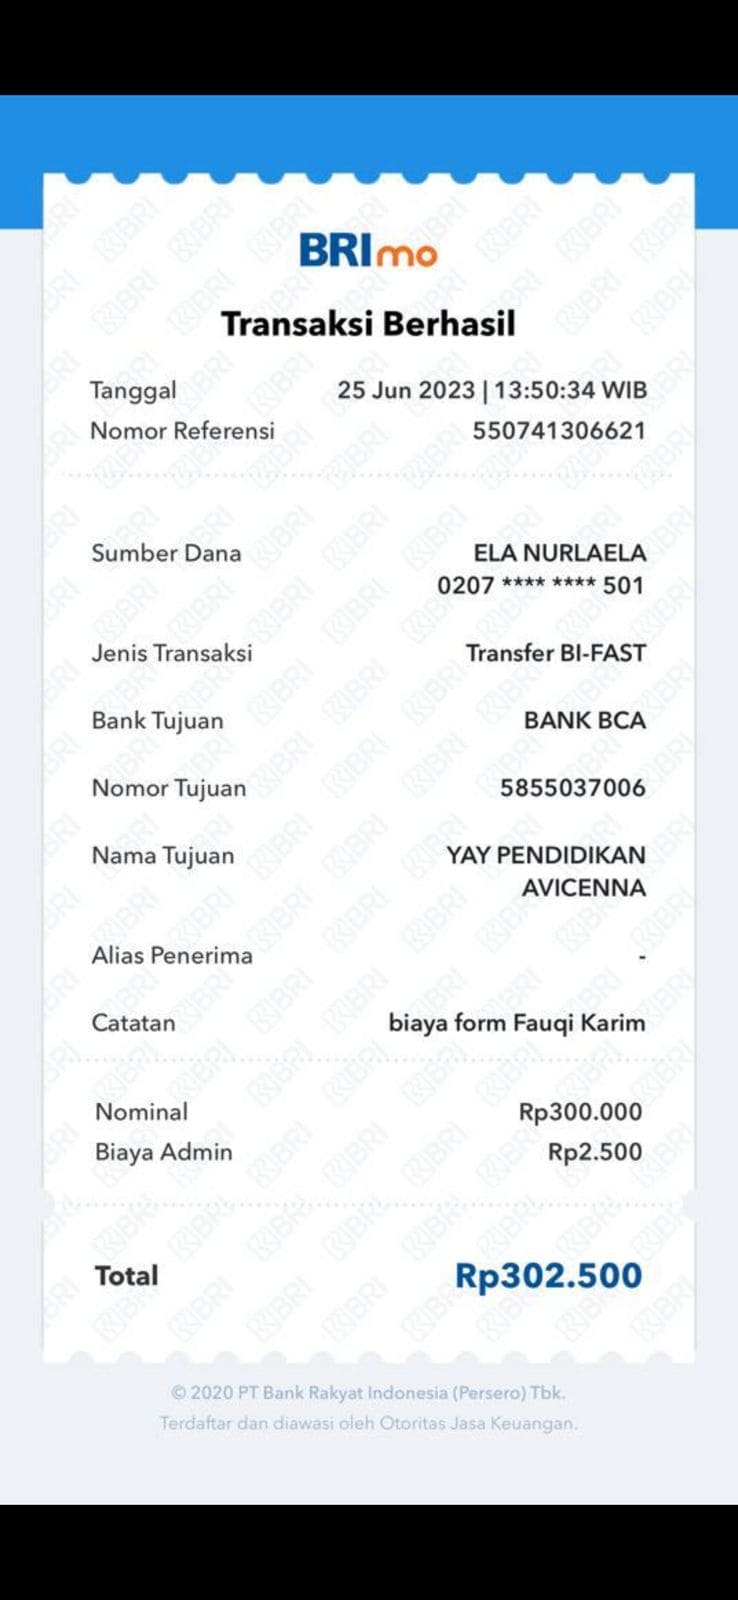 BRImo
Transaksi Berhasil
Tanggal 25 Jun 2023 | 13:50:34 WIB
Nomor Referensi 550741306621
Sumber Dana ELA NURLAELA
0207 **** **** 501
Jenis Transaksi Transfer BI-FAST
Bank Tujuan BANK BCA
Nomor Tujuan 5855037006
Nama Tujuan YAY PENDIDIKAN
AVICENNA
Alias Penerima -
Catatan biaya form Fauqi Karim
Nominal Rp300.000
Biaya Admin Rp2.500
Total Rp302.500
© 2020 PT Bank Rakyat Indonesia (Persero) Tbk.
Terdaftar dan diawasi oleh Otoritas Jasa Keuangan.